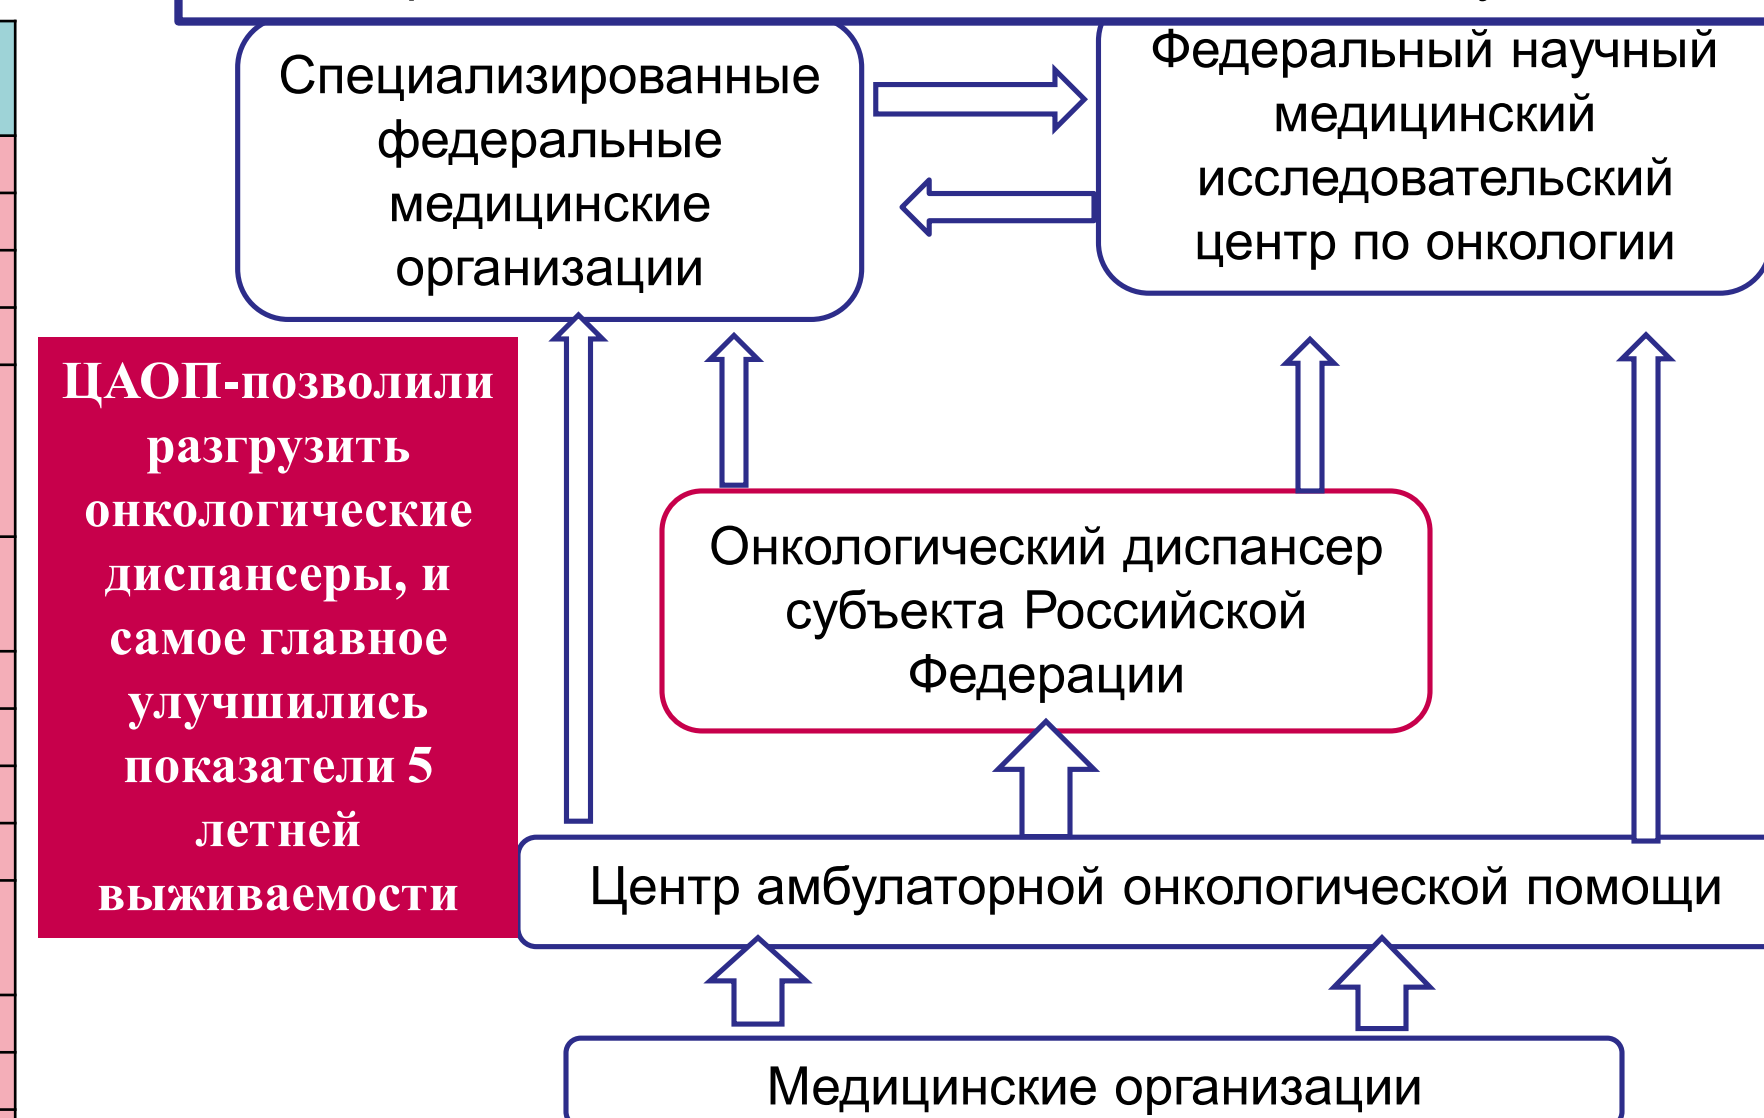 Специализированные
федеральные
медицинские
организации
Федеральный научный
медицинский
исследовательский
центр по онкологии
ЦАОП-позволили
разгрузить
онкологические
диспансеры, и
самое главное
улучшились
показатели 5
летней
выживаемости
Онкологический диспансер
субъекта Российской
Федерации
Центр амбулаторной онкологической помощи
Медицинские организации